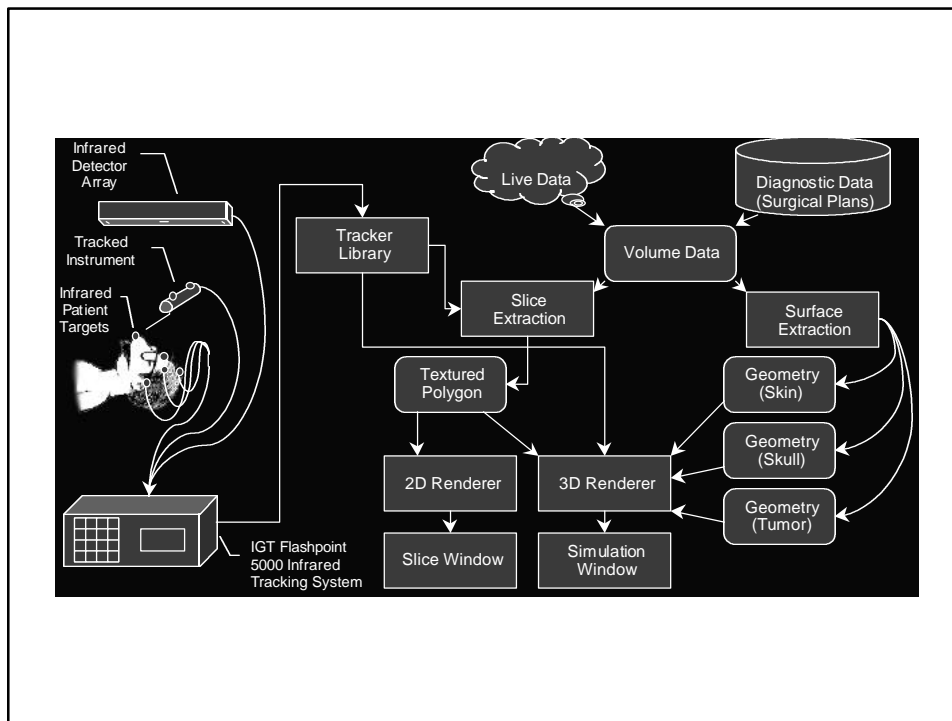 Infrared
Detector
Array
Tracked
Instrument
Infrared
Patient
Targets
IGT Flashpoint
5000 Infrared
Tracking System
Tracker
Library
Live Data
Diagnostic Data
(Surgical Plans)
Volume Data
Slice
Extraction
Surface
Extraction
Textured
Polygon
Geometry
(Skin)
Geometry
(Skull)
Geometry
(Tumor)
2D Renderer
3D Renderer
Slice Window
Simulation
Window